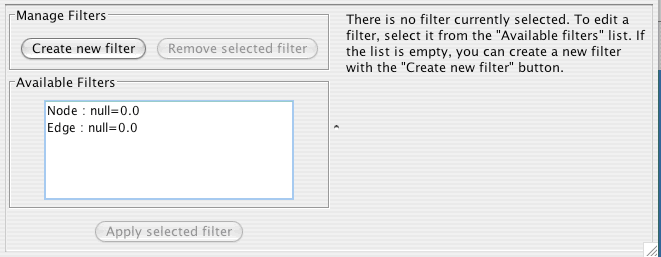 Manage Filters
Create new filter
Remove selected filter
Available Filters
Node : null=0.0
Edge : null=0.0
Apply selected filter
There is no filter currently selected. To edit a
filter, select it from the "Available filters" list. If
the list is empty, you can create a new filter
with the "Create new filter" button.